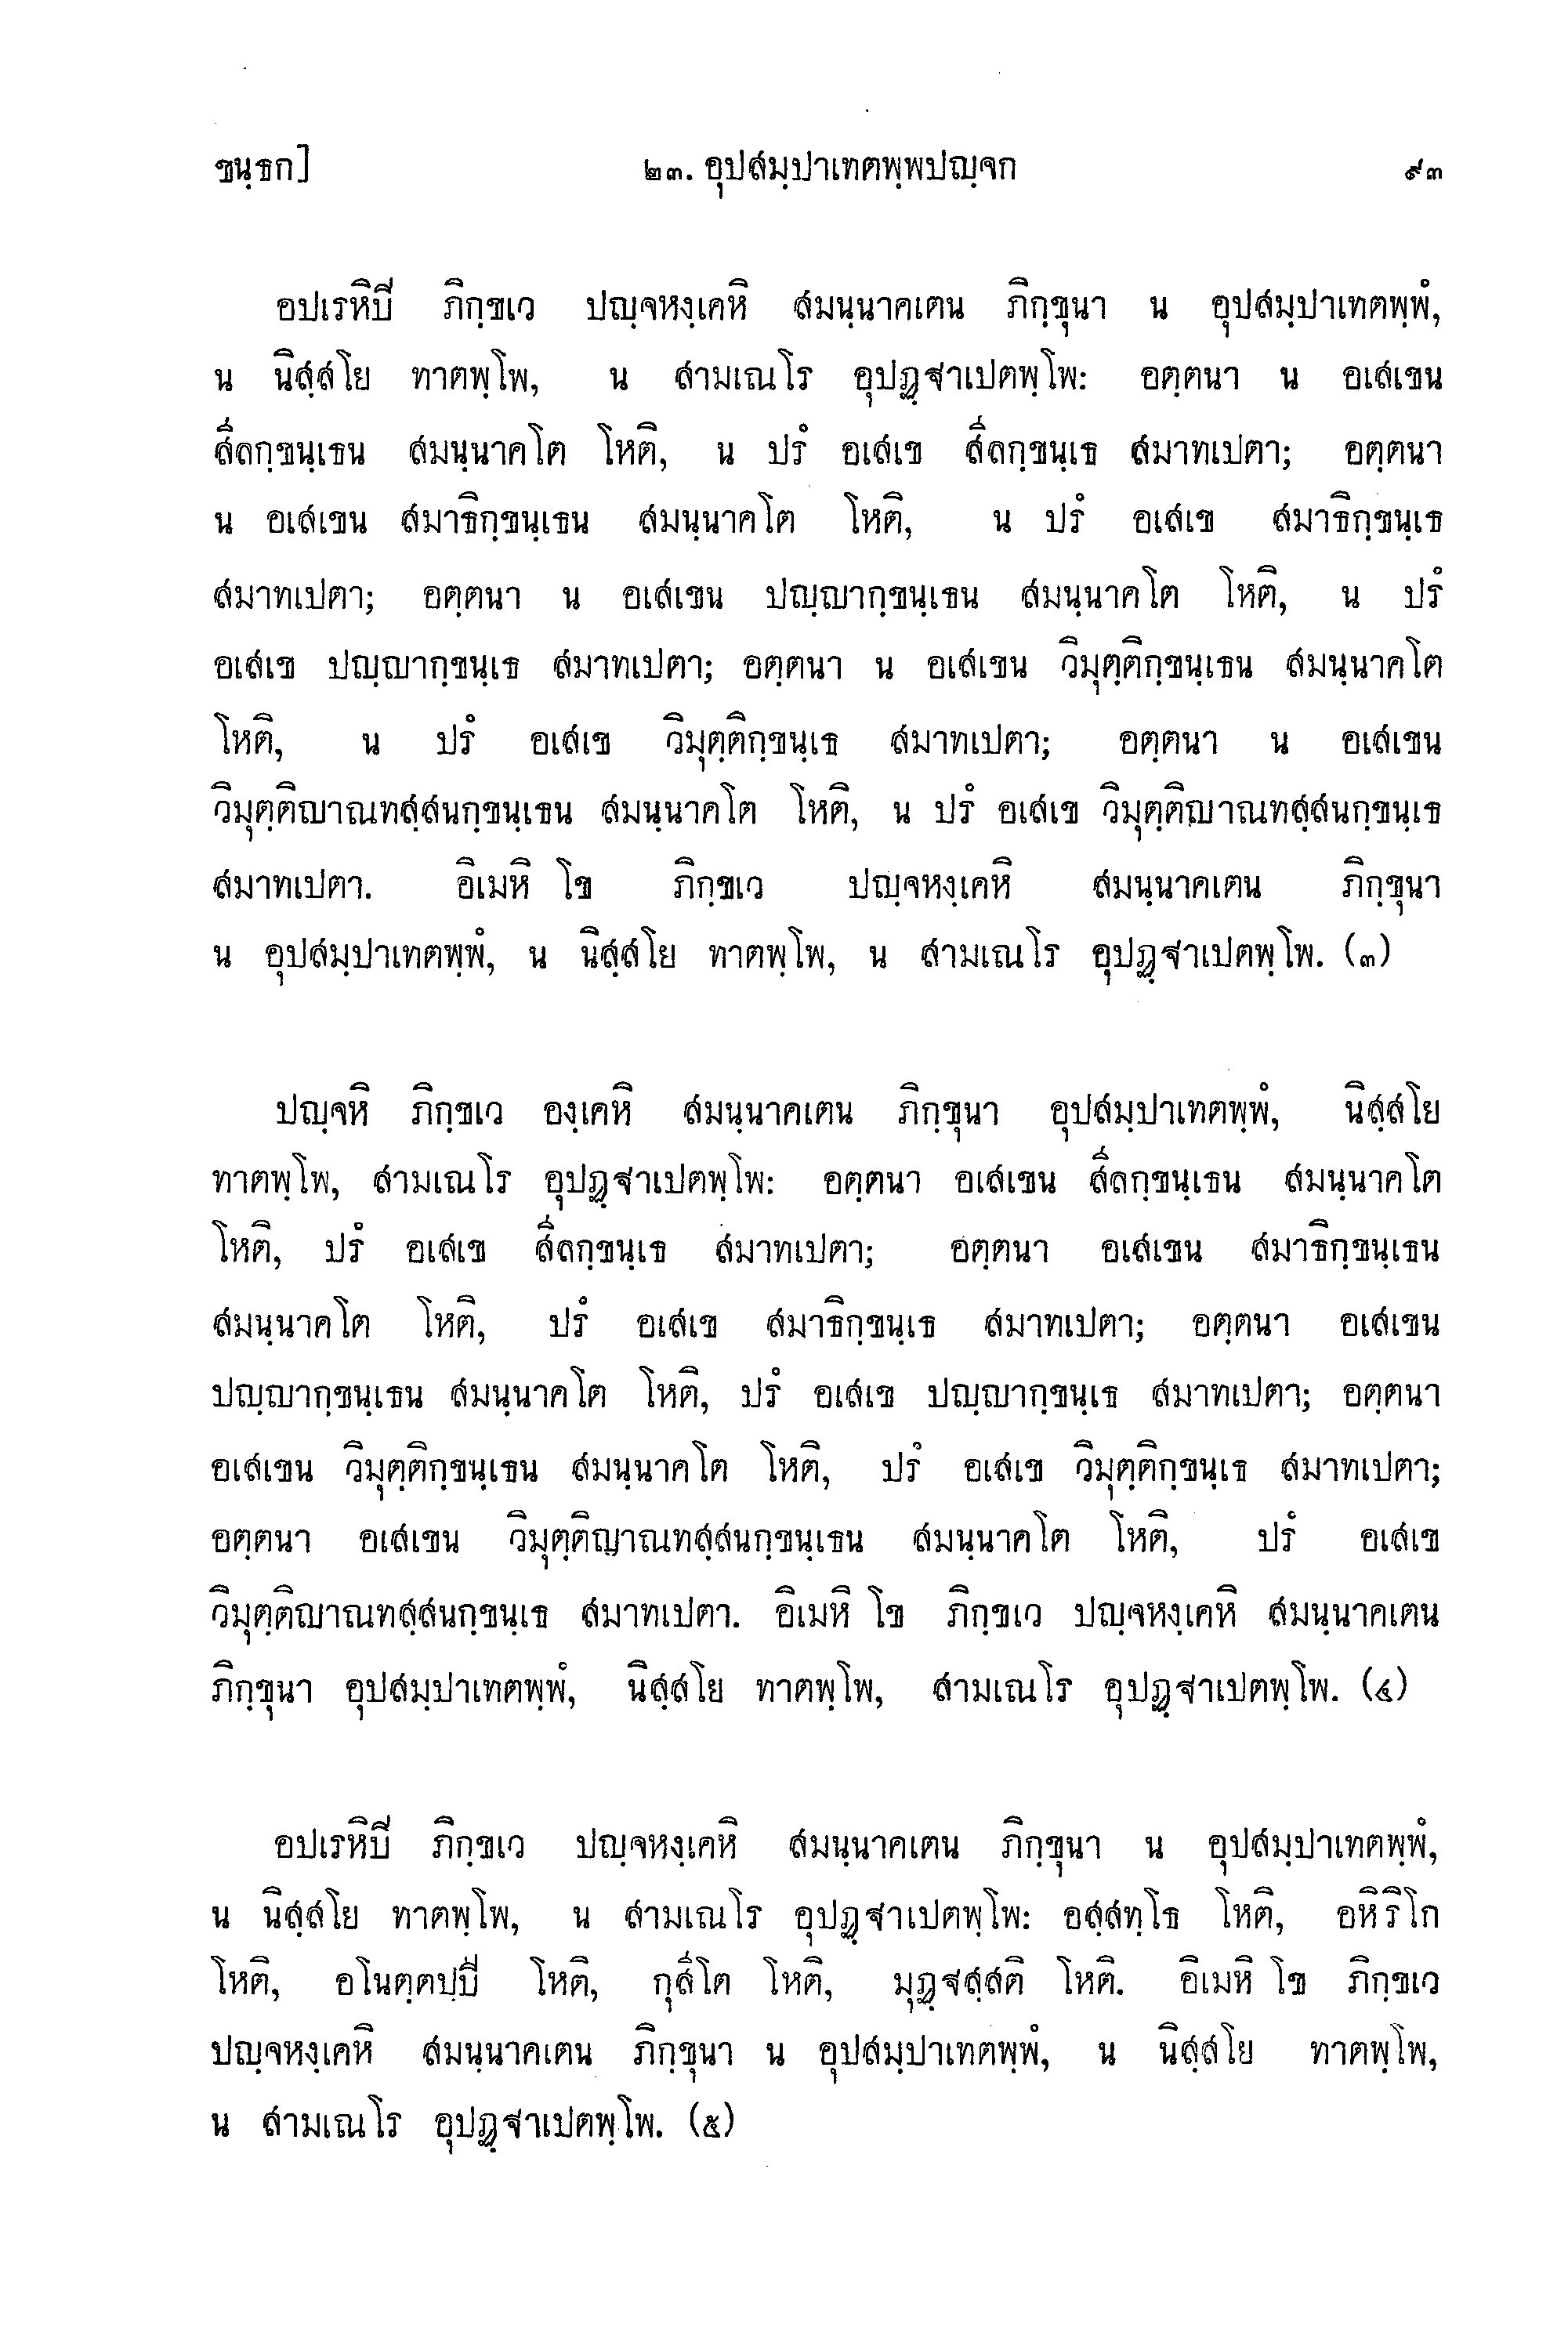 ขนฺธก] ๒๓. อุปสมฺปาเทตพฺพปญฺจก ๙๓
อปเรหิปี ภิกฺขเว ปญฺจหงฺเคหิ สมนฺนาคเตน ภิกฺขุนา น อุปสมฺปาเทตพฺพํ,
น นิสฺสโย ทาตพฺโพ, น สามเณโร อุปฏฺฐาเปตพฺโพ: อตฺตนา น อเสเขน
สีลกฺขนฺเธน สมนฺนาคโต โหติ, น ปรํ อเสเข สีลกฺขนฺเธ สมาทเปตา; อตฺตนา
น อเสเขน สมาธิกฺขนฺเธน สมนฺนาคโต โหติ, น ปรํ อเสเข สมาธิกฺขนฺเธ
สมาทเปตา; อตฺตนา น อเสเขน ปญฺญากฺขนฺเธน สมนฺนาคโต โหติ, น ปรํ
อเสเข ปญฺญากฺขนฺเธ สมาทเปตา; อตฺตนา น อเสเขน วิมุตฺติกฺขนฺเธน สมนฺนาคโต
โหติ, น ปรํ อเสเข วิมุตฺติกฺขนฺเธ สมาทเปตา; อตฺตนา น อเสเขน
วิมุตฺติญาณทสฺสนกฺขนฺเธน สมนฺนาคโต โหติ, น ปรํ อเสเข วิมุตฺติญาณทสฺสนกฺขนฺเธ
สมาทเปตา. อิเมหิ โข ภิกฺขเว ปญฺจหงฺเคหิ สมนฺนาคเตน ภิกฺขุนา
น อุปสมฺปาเทตพฺพํ, น นิสฺสโย ทาตพฺโพ, น สามเณโร อุปฏฺฐาเปตพฺโพ. (๓)
ปญฺจหิ ภิกฺขเว องฺเคหิ สมนฺนาคเตน ภิกฺขุนา อุปสมฺปาเทตพฺพํ, นิสฺสโย
ทาตพฺโพ, สามเณโร อุปฏฺฐาเปตพฺโพ: อตฺตนา อเสเขน สีลกฺขนฺเธน สมนฺนาคโต
โหติ, ปรํ อเสเข สีลกฺขนฺเธ สมาทเปตา; อตฺตนา อเสเขน สมาธิกฺขนฺเธน
สมนฺนาคโต โหติ, ปรํ อเสเข สมาธิกฺขนฺเธ สมาทเปตา; อตฺตนา อเสเขน
ปญฺญากฺขนฺเธน สมนฺนาคโต โหติ, ปรํ อเสเข ปญฺญากฺขนฺเธ สมาทเปตา; อตฺตนา
อเสเขน วิมุตฺติกฺขนฺเธน สมนฺนาคโต โหติ, ปรํ อเสเข วิมุตฺติกฺขนฺเธ สมาทเปตา;
อตฺตนา อเสเขน วิมุตฺติญาณทสฺสนกฺขนฺเธน สมนฺนาคโต โหติ, ปรํ อเสเข
วิมุตฺติญาณทสฺสนกฺขนฺเธ สมาทเปตา. อิเมหิ โข ภิกฺขเว ปญฺจหงฺเคหิ สมนฺนาคเตน
ภิกฺขุนา อุปสมฺปาเทตพฺพํ, นิสฺสโย ทาตพฺโพ, สามเณโร อุปฏฺฐาเปตพฺโพ. (๔)
อปเรหิปี ภิกฺขเว ปญฺจหงฺเคหิ สมนฺนาคเตน ภิกฺขุนา น อุปสมฺปาเทตพฺพํ,
น นิสฺสโย ทาตพฺโพ, น สามเณโร อุปฏฺฐาเปตพฺโพ: อสฺสทฺโธ โหติ, อหิริโก
โหติ, อโนตฺตปฺปี โหติ, กุสีโต โหติ, มุฏฺฐสฺสติ โหติ. อิเมหิ โข ภิกฺขเว
ปญฺจหงฺเคหิ สมนฺนาคเตน ภิกฺขุนา น อุปสมฺปาเทตพฺพํ, น นิสฺสโย ทาตพฺโพ,
น สามเณโร อุปฏฺฐาเปตพฺโพ. (๕)